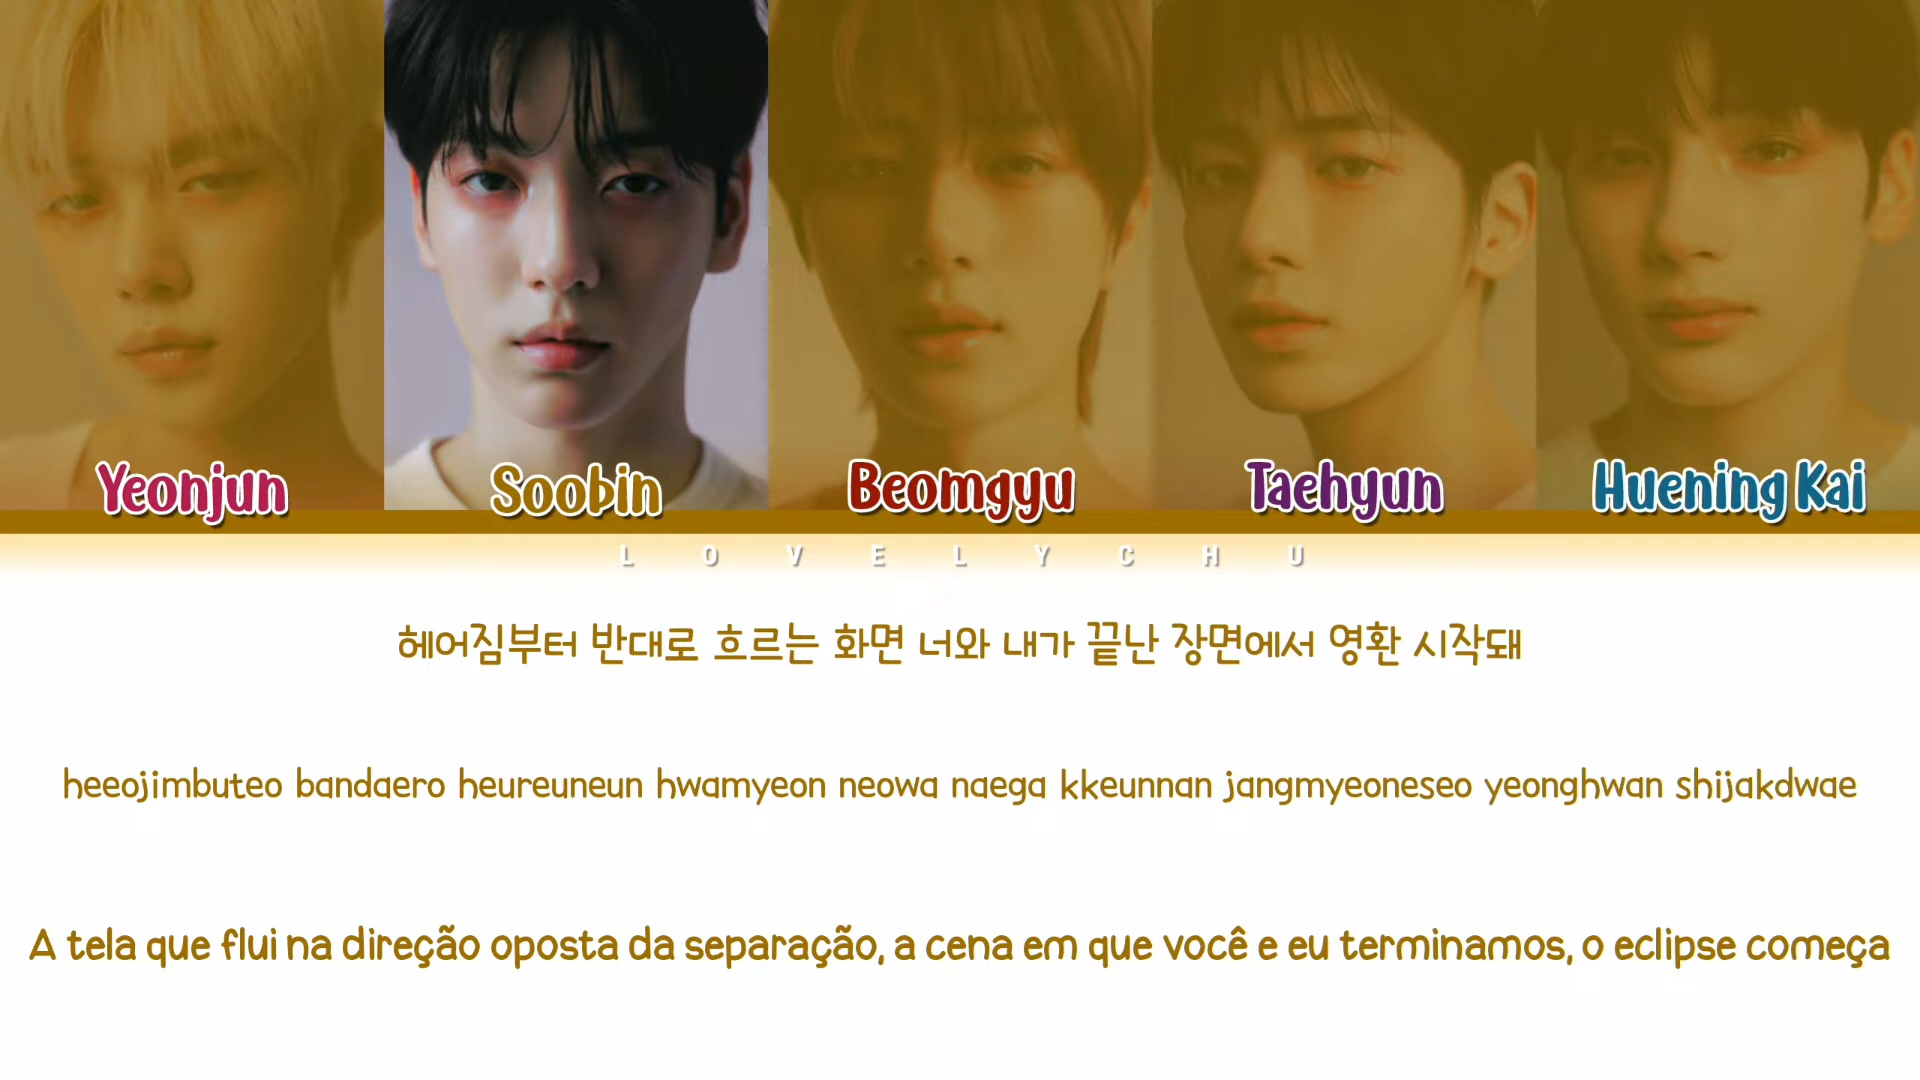 Yeonjun
Soobin
Beomgyu
Taehyun
Huening Kai
LOVELYCHU
헤어짐부터 반대로 흐르는 화면 너와 내가 끝난 장면에서 영환 시작돼
heeojimbuteo bandaero heureuneun hwamyeon neowa naega kkeunnan jangmyeoneseo yeonghwan shijakdwae
A tela que flui na direção oposta da separação, a cena em que você e eu terminamos, o eclipse começa